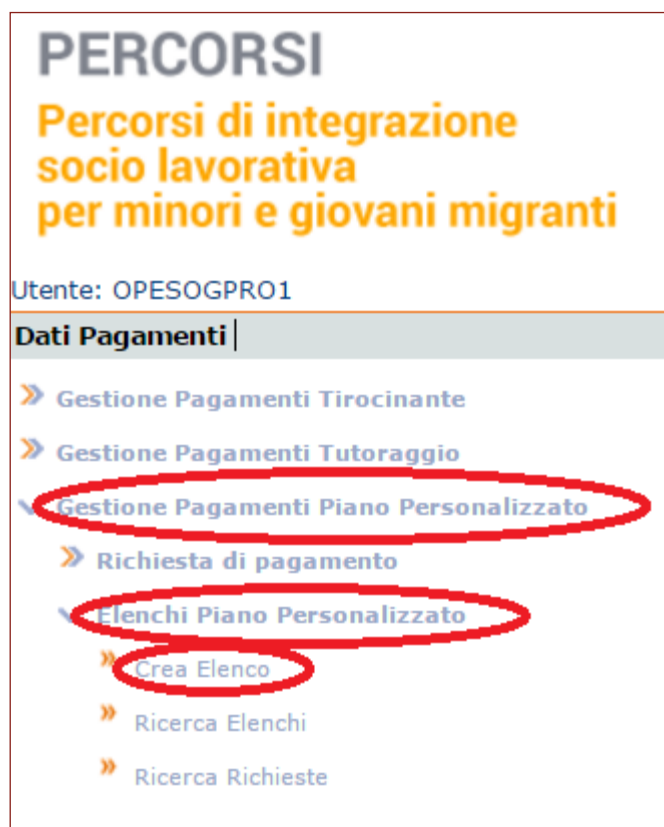 PERCORSI
Percorsi di integrazione
socio lavorativa
per minori e giovani migranti
Utente: OPESOGPRO1
Dati Pagamenti
Gestione Pagamenti Tirocinante
Gestione Pagamenti Tutoraggio
Gestione Pagamenti Piano Personalizzato
Richiesta di pagamento
Elenchi Piano Personalizzato
Crea Elenco
Ricerca Elenchi
Ricerca Richieste